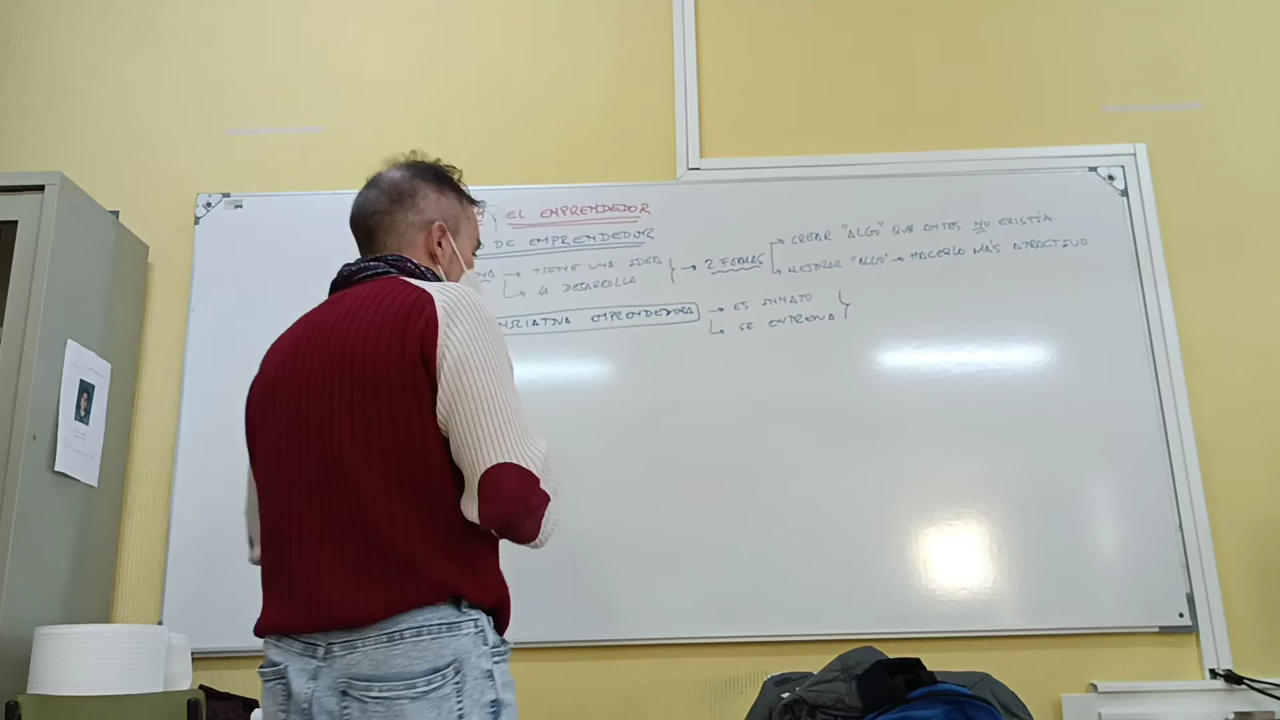 EL EMPRENDEDOR
DE EMPRENDEDOR
→ TIENE UNA IDEA
↳ LA DESARROLLA
} → 2 FORMAS
→ CREAR "ALGO" QUE ANTES NO EXISTÍA
↳ MEJORAR "ALGO" → HACERLO MÁS ATRACTIVO
EMPRENDEDORA → ES INNATO
↳ SE ENTRENA }